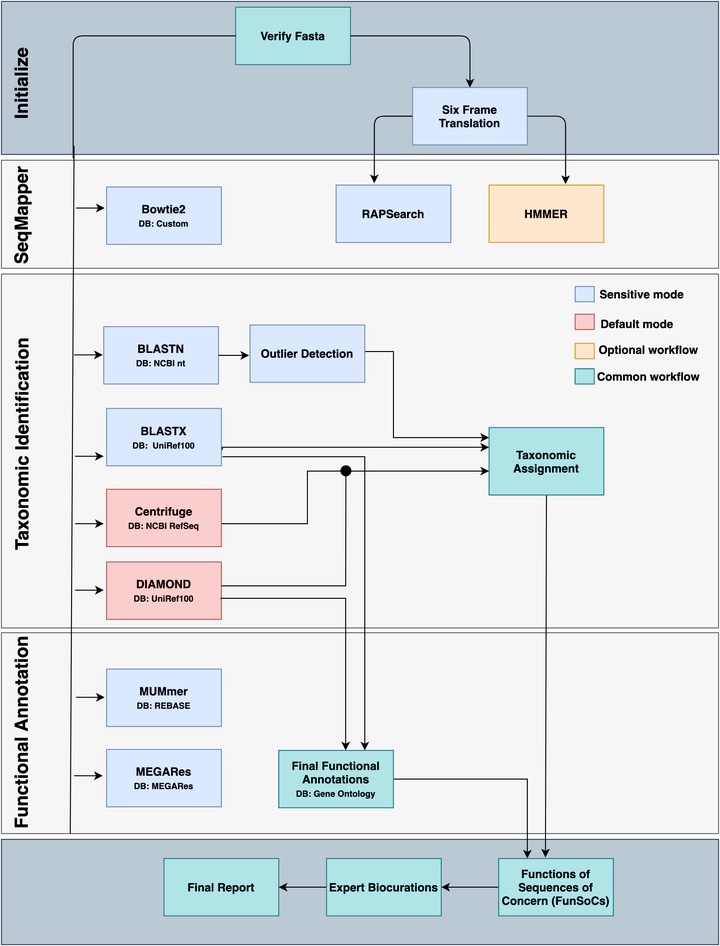 Initialize
Verify Fasta
Six Frame
Translation
SeqMapper
Bowtie2
DB: Custom
RAPSearch
HMMER
Taxonomic Identification
Sensitive mode
Default mode
Optional workflow
Common workflow
BLASTN
DB: NCBI nt
Outlier Detection
BLASTX
DB: UniRef100
Taxonomic
Assignment
Centrifuge
DB: NCBI RefSeq
DIAMOND
DB: UniRef100
Functional Annotation
MUMmer
DB: REBASE
MEGARes
DB: MEGARes
Final Functional
Annotations
DB: Gene Ontology
Final Report
Expert Biocurations
Functions of
Sequences of
Concern (FunSoCs)